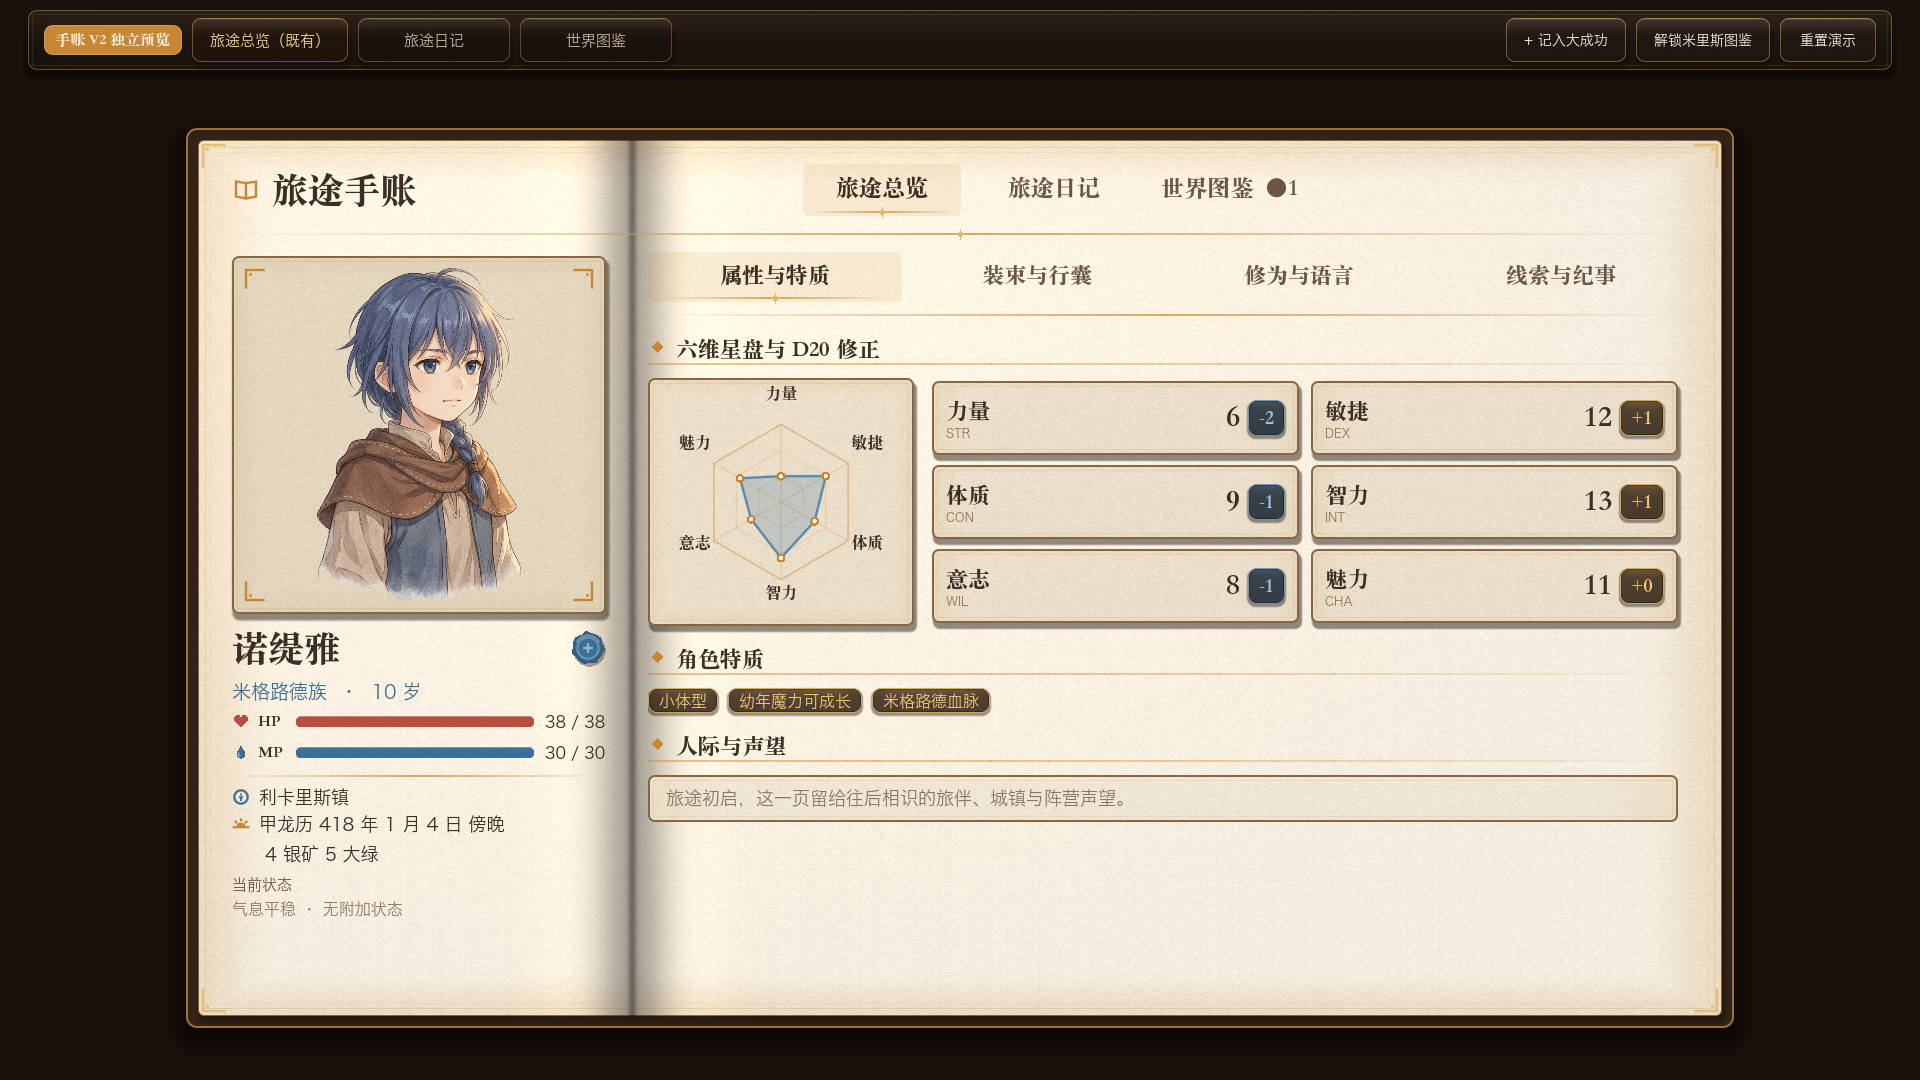 手账 V2 独立预览
旅途总览（既有）
旅途日记
世界图鉴
+ 记入大成功
解锁米里斯图鉴
重置演示
旅途手账
旅途总览
旅途日记
世界图鉴 ●1
属性与特质
装束与行囊
修为与语言
线索与纪事
六维星盘与 D20 修正
力量
敏捷
体质
智力
意志
魅力
力量 6 -2
STR
敏捷 12 +1
DEX
体质 9 -1
CON
智力 13 +1
INT
意志 8 -1
WIL
魅力 11 +0
CHA
角色特质
小体型
幼年魔力可成长
米格路德血脉
人际与声望
旅途初启，这一页留给往后相识的旅伴、城镇与阵营声望。
诺缇雅
米格路德族 · 10 岁
HP 38 / 38
MP 30 / 30
利卡里斯镇
甲龙历 418 年 1 月 4 日 傍晚
4 银矿 5 大绿
当前状态
气息平稳 · 无附加状态